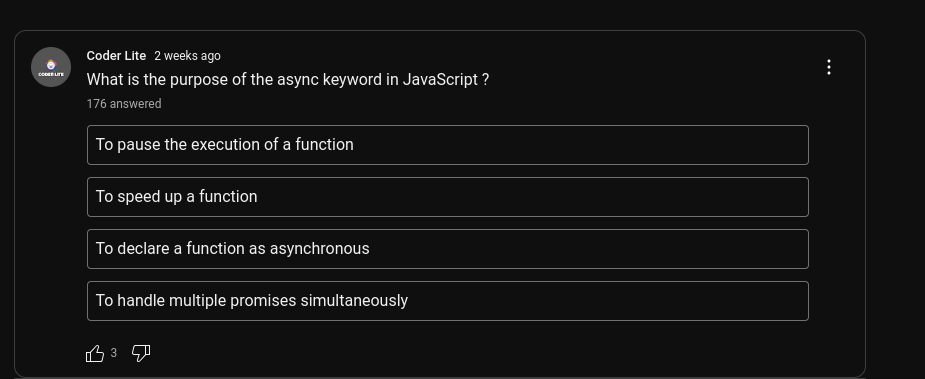 Coder Lite 2 weeks ago
What is the purpose of the async keyword in JavaScript ?
176 answered
To pause the execution of a function
To speed up a function
To declare a function as asynchronous
To handle multiple promises simultaneously
3
CODER LITE